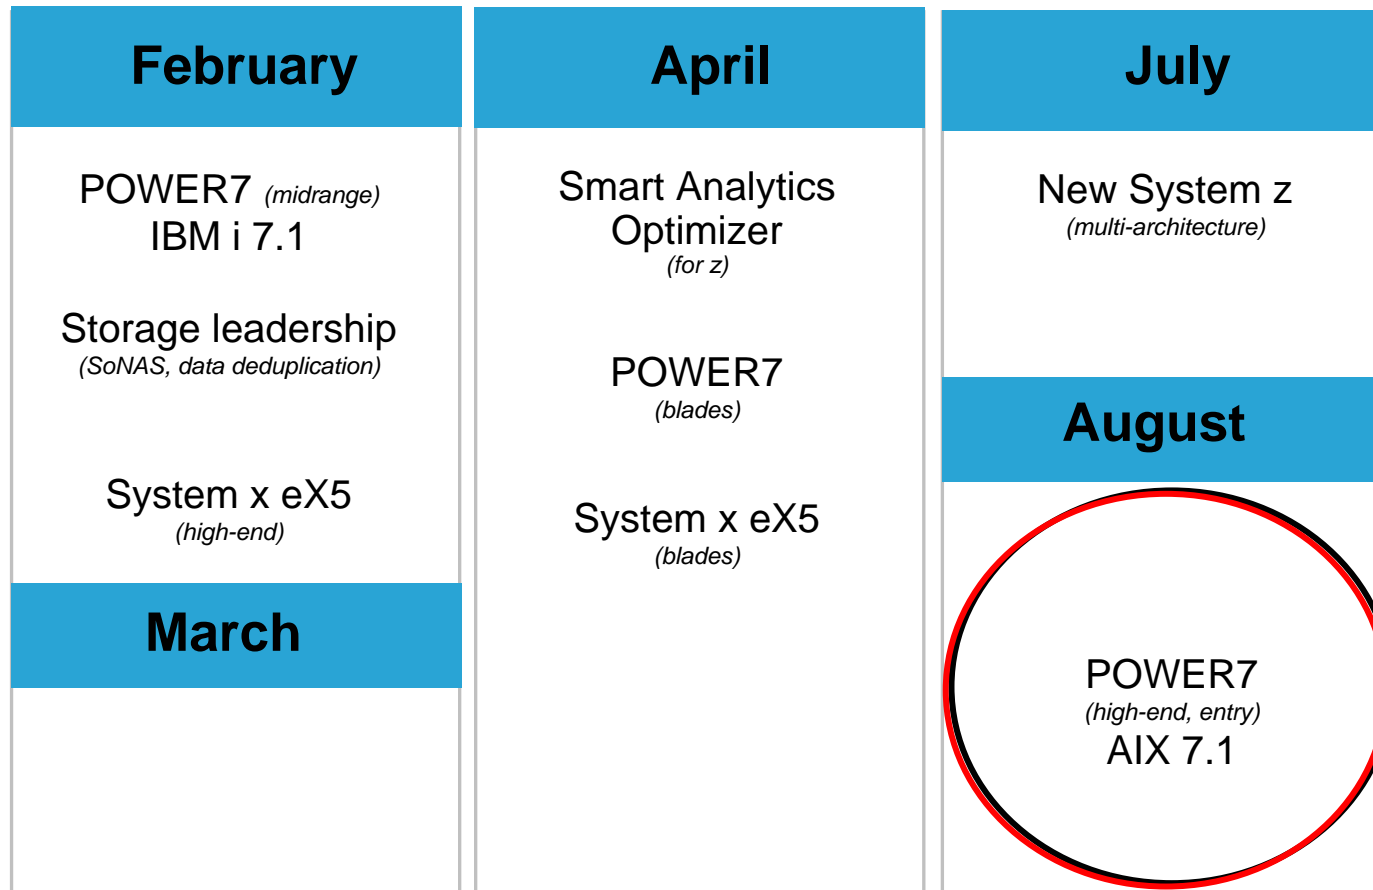 February
POWER7 (midrange)
IBM i 7.1
Storage leadership
(SoNAS, data deduplication)
System x eX5
(high-end)
March
April
Smart Analytics
Optimizer
(for z)
POWER7
(blades)
System x eX5
(blades)
July
New System z
(multi-architecture)
August
POWER7
(high-end, entry)
AIX 7.1